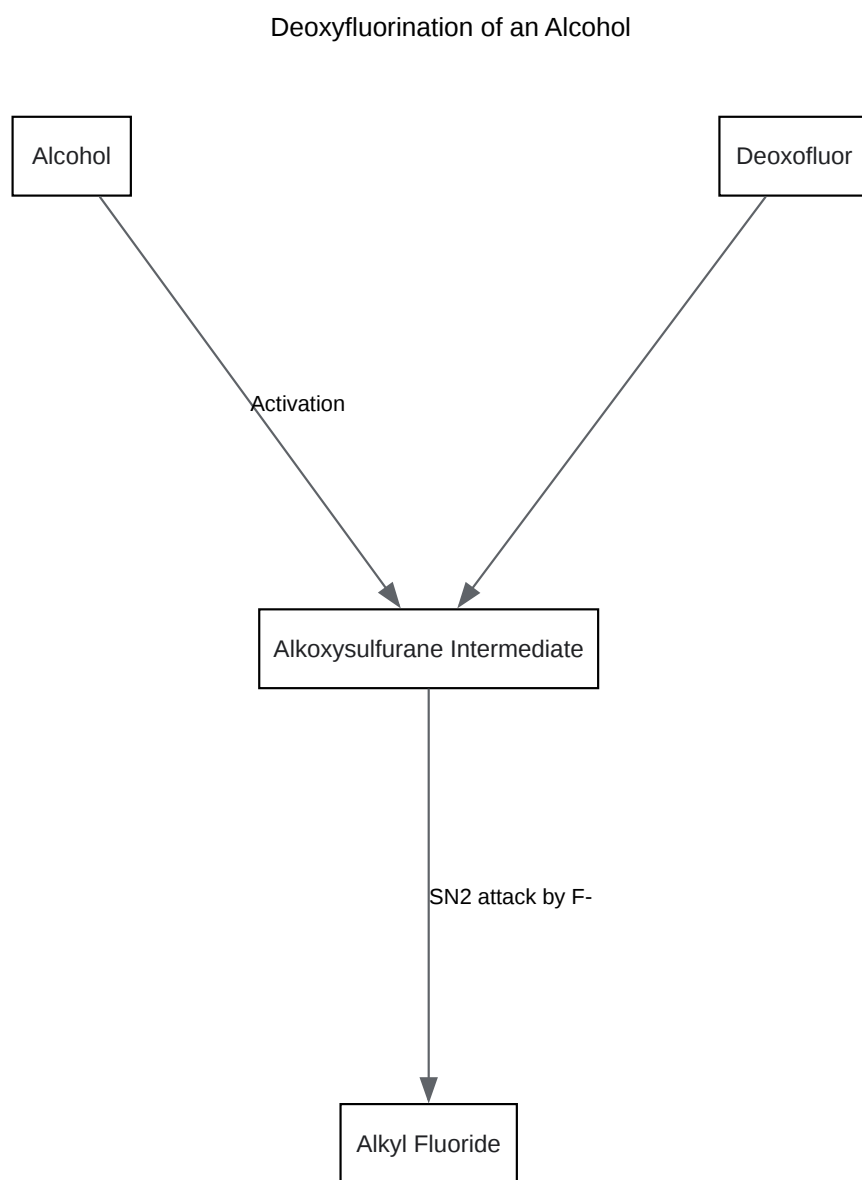 Deoxyfluorination of an Alcohol
Alcohol
Deoxofluor
Activation
Alkoxysulfurane Intermediate
SN2 attack by F-
Alkyl Fluoride